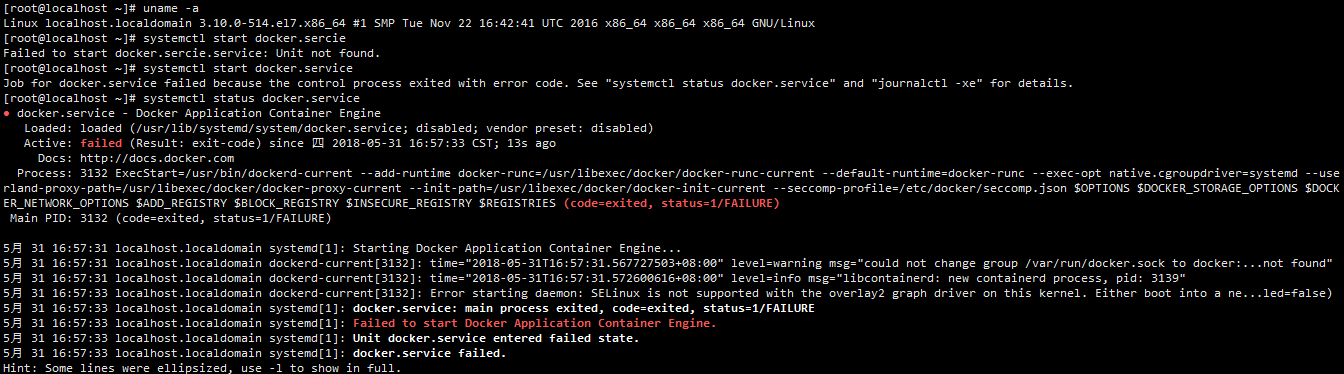 [root@localhost ~]# uname -a
Linux localhost.localdomain 3.10.0-514.el7.x86_64 #1 SMP Tue Nov 22 16:42:41 UTC 2016 x86_64 x86_64 x86_64 GNU/Linux
[root@localhost ~]# systemctl start docker.sercie
Failed to start docker.sercie.service: Unit not found.
[root@localhost ~]# systemctl start docker.service
Job for docker.service failed because the control process exited with error code. See "systemctl status docker.service" and "journalctl -xe" for details.
[root@localhost ~]# systemctl status docker.service
● docker.service - Docker Application Container Engine
   Loaded: loaded (/usr/lib/systemd/system/docker.service; disabled; vendor preset: disabled)
   Active: failed (Result: exit-code) since 四 2018-05-31 16:57:33 CST; 13s ago
     Docs: http://docs.docker.com
  Process: 3132 ExecStart=/usr/bin/dockerd-current --add-runtime docker-runc=/usr/libexec/docker/docker-runc-current --default-runtime=docker-runc --exec-opt native.cgroupdriver=systemd --use
rland-proxy-path=/usr/libexec/docker/docker-proxy-current --init-path=/usr/libexec/docker/docker-init-current --seccomp-profile=/etc/docker/seccomp.json $OPTIONS $DOCKER_STORAGE_OPTIONS $DOCK
ER_NETWORK_OPTIONS $ADD_REGISTRY $BLOCK_REGISTRY $INSECURE_REGISTRY $REGISTRIES (code=exited, status=1/FAILURE)
 Main PID: 3132 (code=exited, status=1/FAILURE)

5月 31 16:57:31 localhost.localdomain systemd[1]: Starting Docker Application Container Engine...
5月 31 16:57:31 localhost.localdomain dockerd-current[3132]: time="2018-05-31T16:57:31.567727503+08:00" level=warning msg="could not change group /var/run/docker.sock to docker:...not found"
5月 31 16:57:31 localhost.localdomain dockerd-current[3132]: time="2018-05-31T16:57:31.572600616+08:00" level=info msg="libcontainerd: new containerd process, pid: 3139"
5月 31 16:57:33 localhost.localdomain dockerd-current[3132]: Error starting daemon: SELinux is not supported with the overlay2 graph driver on this kernel. Either boot into a ne...led=false)
5月 31 16:57:33 localhost.localdomain systemd[1]: docker.service: main process exited, code=exited, status=1/FAILURE
5月 31 16:57:33 localhost.localdomain systemd[1]: Failed to start Docker Application Container Engine.
5月 31 16:57:33 localhost.localdomain systemd[1]: Unit docker.service entered failed state.
5月 31 16:57:33 localhost.localdomain systemd[1]: docker.service failed.
Hint: Some lines were ellipsized, use -l to show in full.